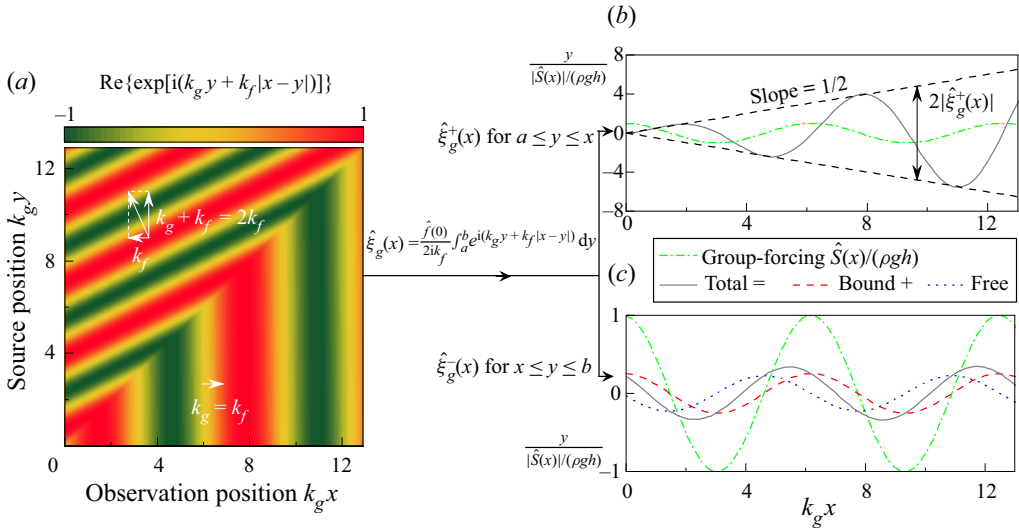 (a)
Re{exp[i(k_g y + k_f |x – y|)]}
−1
1
12
8
4
0
4
8
12
Source position k_g y
Observation position k_g x
k_g + k_f = 2k_f
k_f
k_g = k_f
ξ̂_g(x) = f̂(0)/2ik_f ∫_a^b e^{i(k_g y + k_f |x – y|)} dy
ξ̂_g^+(x) for a ≤ y ≤ x
ξ̂_g^−(x) for x ≤ y ≤ b
(b)
y/|Ŝ(x)|/(ρgh)
8
4
0
−4
−8
Slope = 1/2
2|ξ̂_g^+(x)|
0
4
8
12
(c)
Group-forcing Ŝ(x)/(ρgh)
Total = Bound + Free
1
0
−1
y/|Ŝ(x)|/(ρgh)
0
4
8
12
k_g x